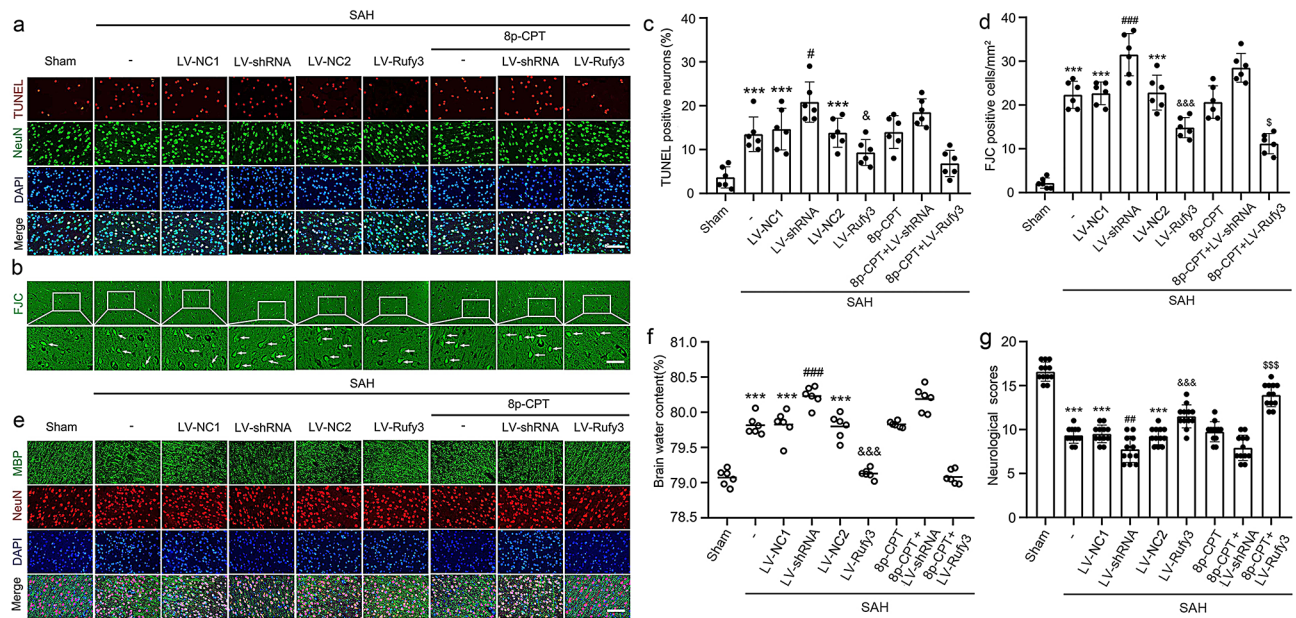 a
SAH
8p-CPT
Sham - LV-NC1 LV-shRNA LV-NC2 LV-Rufy3 - LV-shRNA LV-Rufy3
TUNEL
NeuN
DAPI
Merge
b
FJC
SAH
8p-CPT
e
Sham - LV-NC1 LV-shRNA LV-NC2 LV-Rufy3 - LV-shRNA LV-Rufy3
MBP
NeuN
DAPI
Merge
c
TUNEL positive neurons(%)
50
40
30
20
10
0
*** *** # *** &
Sham
-
LV-NC1
LV-shRNA
LV-NC2
LV-Rufy3
8p-CPT
8p-CPT+LV-shRNA
8p-CPT+LV-Rufy3
SAH
d
FJC positive cells/mm²
40
30
20
10
0
*** *** ### *** &&& $
Sham
-
LV-NC1
LV-shRNA
LV-NC2
LV-Rufy3
8p-CPT
8p-CPT+LV-shRNA
8p-CPT+LV-Rufy3
SAH
f
Brain water content(%)
81.0
80.5
80.0
79.5
79.0
78.5
*** *** ### *** &&&
Sham
-
LV-NC1
LV-shRNA
LV-NC2
LV-Rufy3
8p-CPT
8p-CPT+
LV-shRNA
8p-CPT+
LV-Rufy3
SAH
g
Neurological scores
20
15
10
5
0
*** *** ## *** &&& $$$
Sham
-
LV-NC1
LV-shRNA
LV-NC2
LV-Rufy3
8p-CPT
8p-CPT+
LV-shRNA
8p-CPT+
LV-Rufy3
SAH